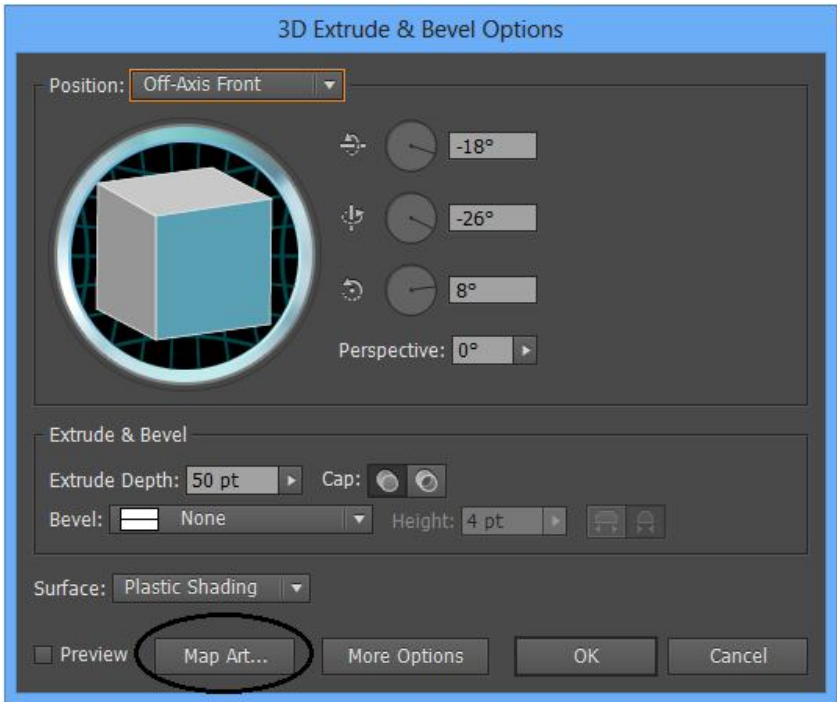 3D Extrude & Bevel Options
Position: Off-Axis Front
-18°
-26°
8°
Perspective: 0°
Extrude & Bevel
Extrude Depth: 50 pt Cap:
Bevel: None Height: 4 pt
Surface: Plastic Shading
Preview Map Art... More Options OK Cancel